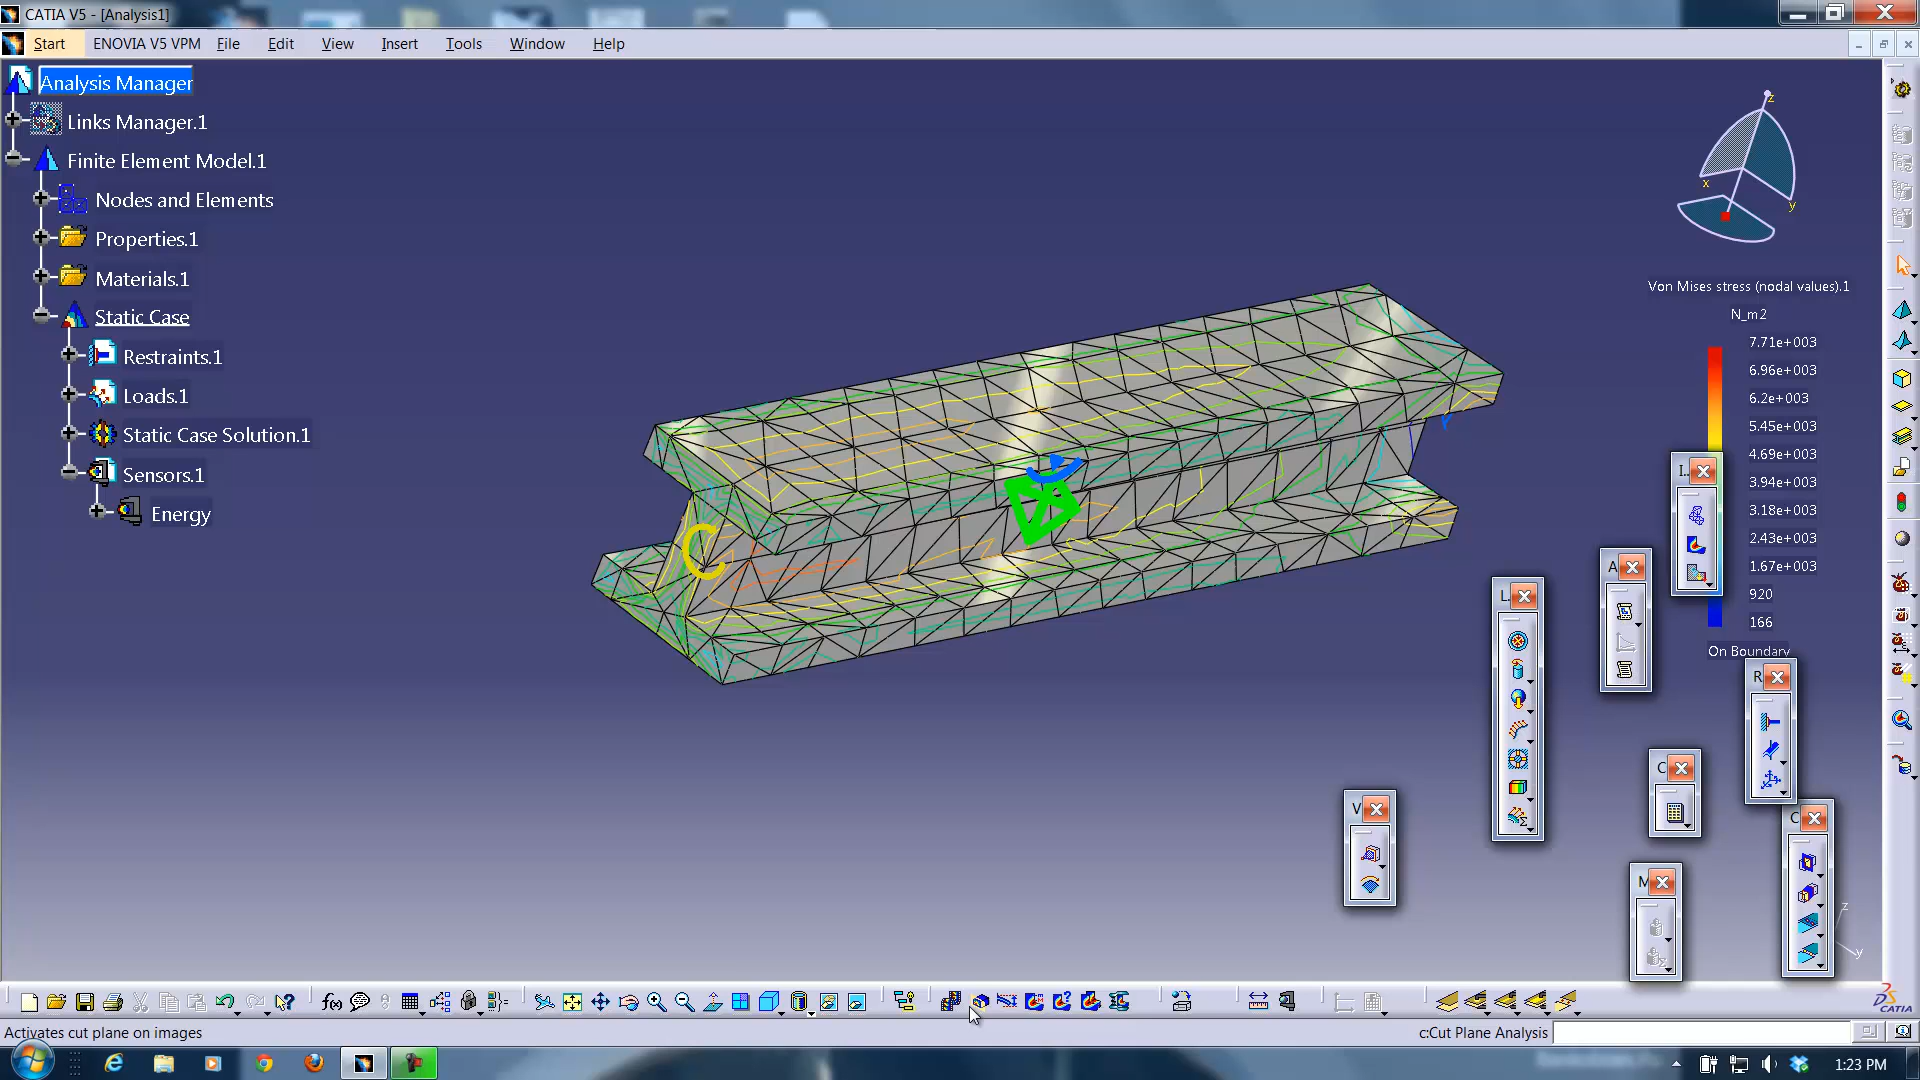 CATIA V5 - [Analysis1]
Start ENOVIA V5 VPM File Edit View Insert Tools Window Help
Analysis Manager
Links Manager.1
Finite Element Model.1
Nodes and Elements
Properties.1
Materials.1
Static Case
Restraints.1
Loads.1
Static Case Solution.1
Sensors.1
Energy
z
x
y
Von Mises stress (nodal values).1
N_m2
7.71e+003
6.96e+003
6.2e+003
5.45e+003
4.69e+003
3.94e+003
3.18e+003
2.43e+003
1.67e+003
920
166
On Boundary
I..
A
L.
R
C
V
C
M
z
y
f(x)
DS
CATIA
Activates cut plane on images
c:Cut Plane Analysis
1:23 PM